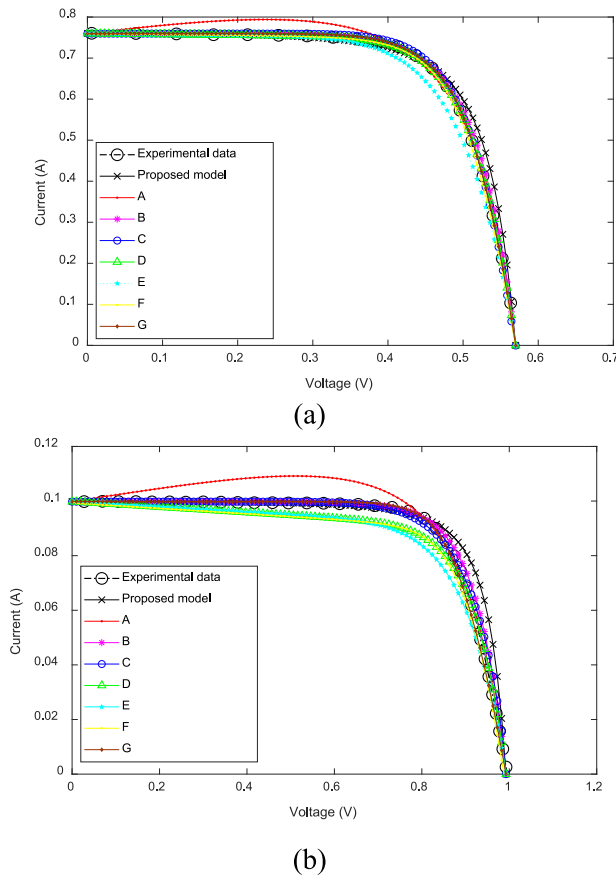 0.8
0.7
0.6
0.5
0.4
0.3
0.2
0.1
0
Current (A)
Experimental data
Proposed model
A
B
C
D
E
F
G
0 0.1 0.2 0.3 0.4 0.5 0.6 0.7
Voltage (V)
(a)
0.12
0.1
0.08
0.06
0.04
0.02
0
Current (A)
Experimental data
Proposed model
A
B
C
D
E
F
G
0 0.2 0.4 0.6 0.8 1 1.2
Voltage (V)
(b)